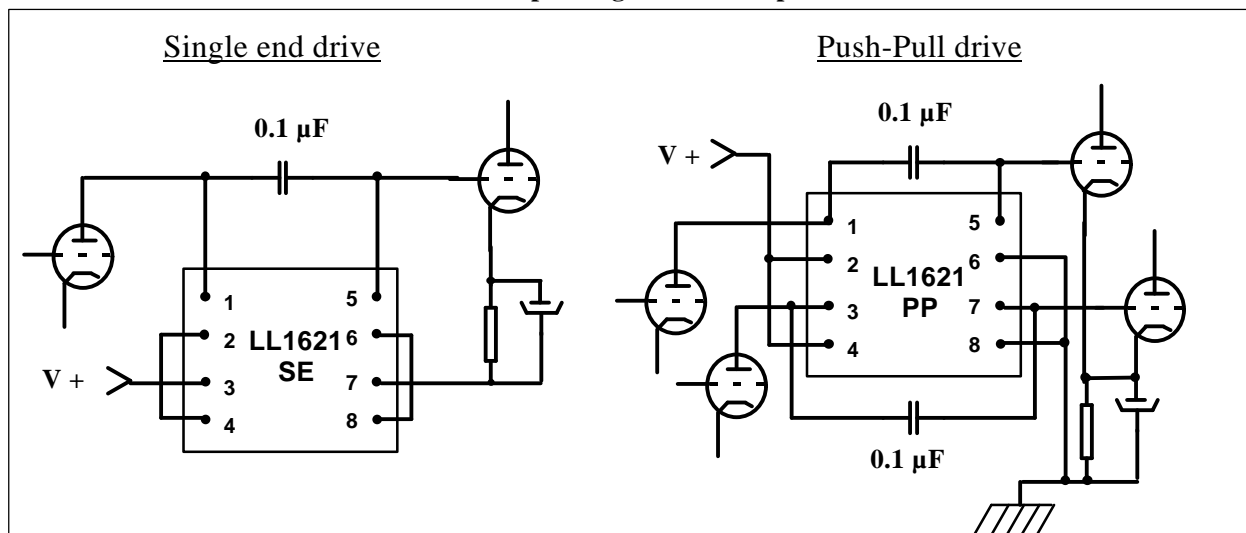 Single end drive
0.1 µF
V +
1
2
3
4
5
6
7
8
LL1621
SE
Push-Pull drive
0.1 µF
V +
1
2
3
4
5
6
7
8
LL1621
PP
0.1 µF